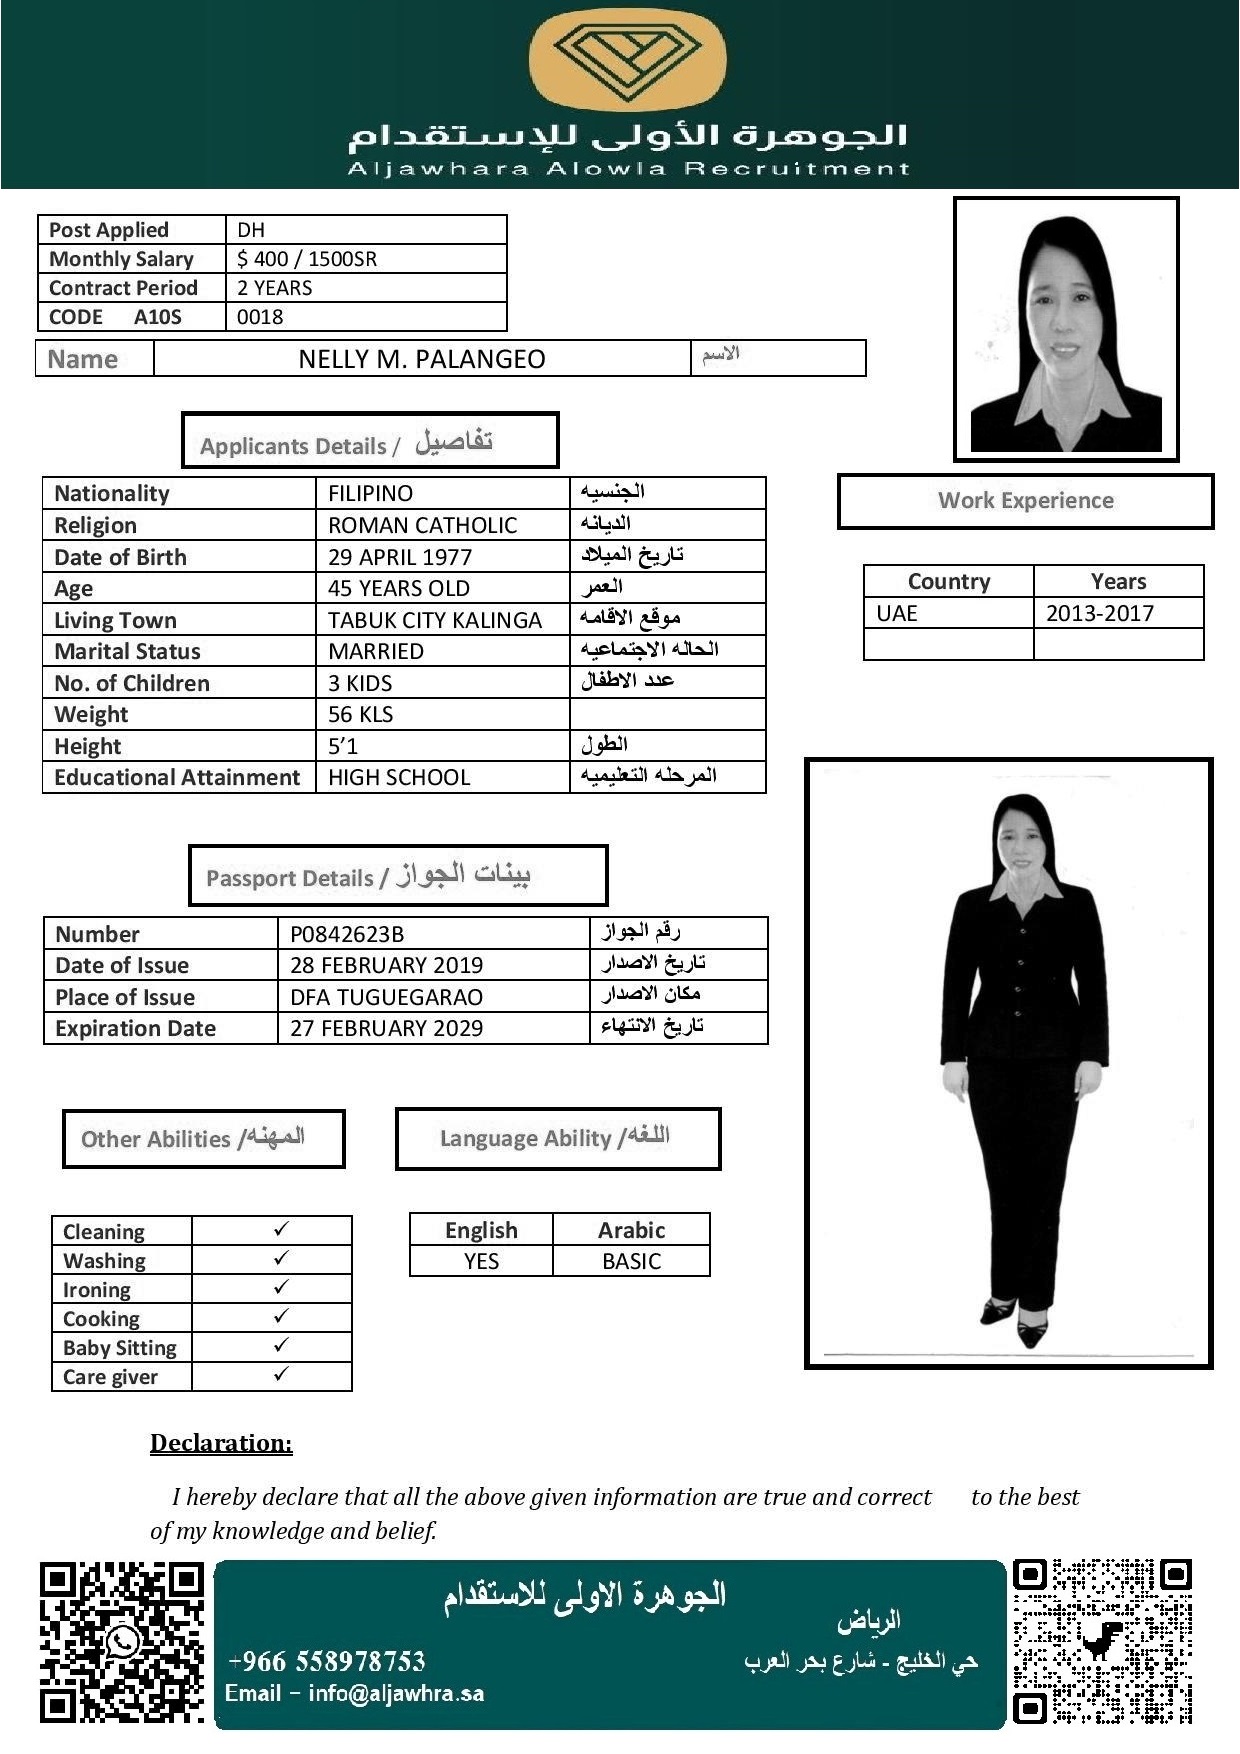 الجوهرة الأولى للإستقدام
Aljawhara Alowla Recruitment
Post Applied DH
Monthly Salary $ 400 / 1500SR
Contract Period 2 YEARS
CODE A10S 0018
Name NELLY M. PALANGEO الاسم
Applicants Details / تفاصيل
Nationality FILIPINO الجنسيه
Religion ROMAN CATHOLIC الديانه
Date of Birth 29 APRIL 1977 تاريخ الميلاد
Age 45 YEARS OLD العمر
Living Town TABUK CITY KALINGA موقع الاقامه
Marital Status MARRIED الحاله الاجتماعيه
No. of Children 3 KIDS عدد الاطفال
Weight 56 KLS
Height 5’1 الطول
Educational Attainment HIGH SCHOOL المرحله التعليميه
Work Experience
Country Years
UAE 2013-2017
Passport Details / بينات الجواز
Number P0842623B رقم الجواز
Date of Issue 28 FEBRUARY 2019 تاريخ الاصدار
Place of Issue DFA TUGUEGARAO مكان الاصدار
Expiration Date 27 FEBRUARY 2029 تاريخ الانتهاء
Other Abilities /المهنه
Cleaning ✓
Washing ✓
Ironing ✓
Cooking ✓
Baby Sitting ✓
Care giver ✓
Language Ability /اللغه
English Arabic
YES BASIC
Declaration:
I hereby declare that all the above given information are true and correct to the best
of my knowledge and belief.
الجوهرة الاولى للاستقدام
الرياض
حي الخليج - شارع بحر العرب
+966 558978753
Email - info@aljawhra.sa